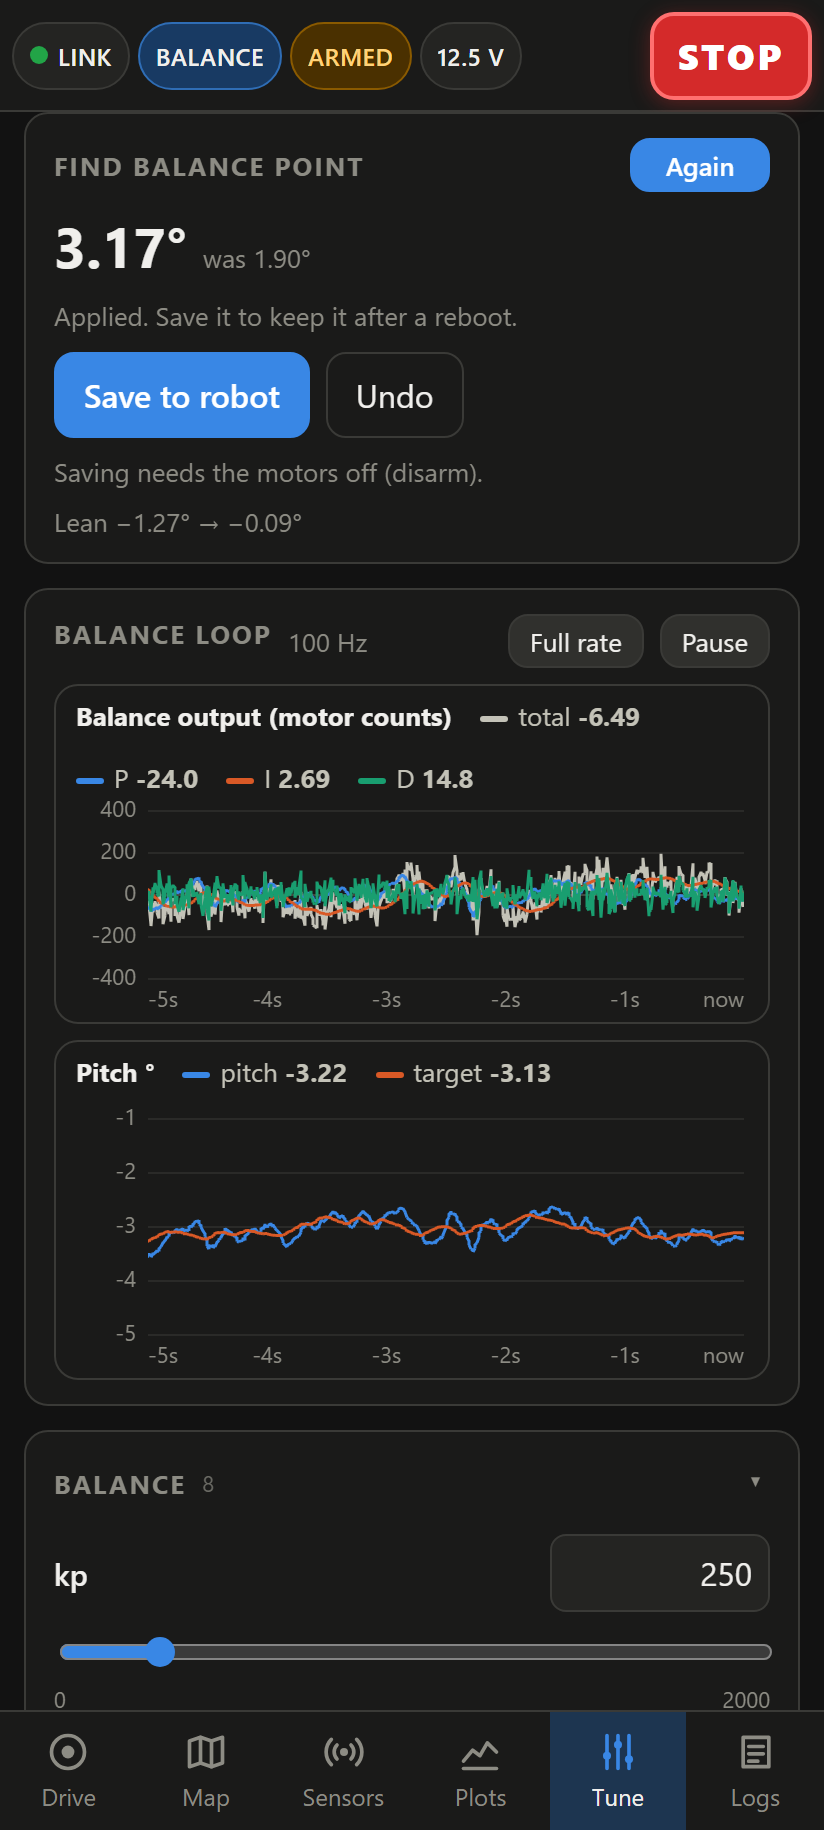 LINK BALANCE ARMED 12.5 V STOP
FIND BALANCE POINT Again
3.17° was 1.90°
Applied. Save it to keep it after a reboot.
Save to robot Undo
Saving needs the motors off (disarm).
Lean −1.27° → −0.09°
BALANCE LOOP 100 Hz Full rate Pause
Balance output (motor counts) total -6.49
P -24.0 I 2.69 D 14.8
400
200
0
-200
-400
-5s -4s -3s -2s -1s now
Pitch ° pitch -3.22 target -3.13
-1
-2
-3
-4
-5
-5s -4s -3s -2s -1s now
BALANCE 8 ▾
kp 250
0 2000
Drive Map Sensors Plots Tune Logs